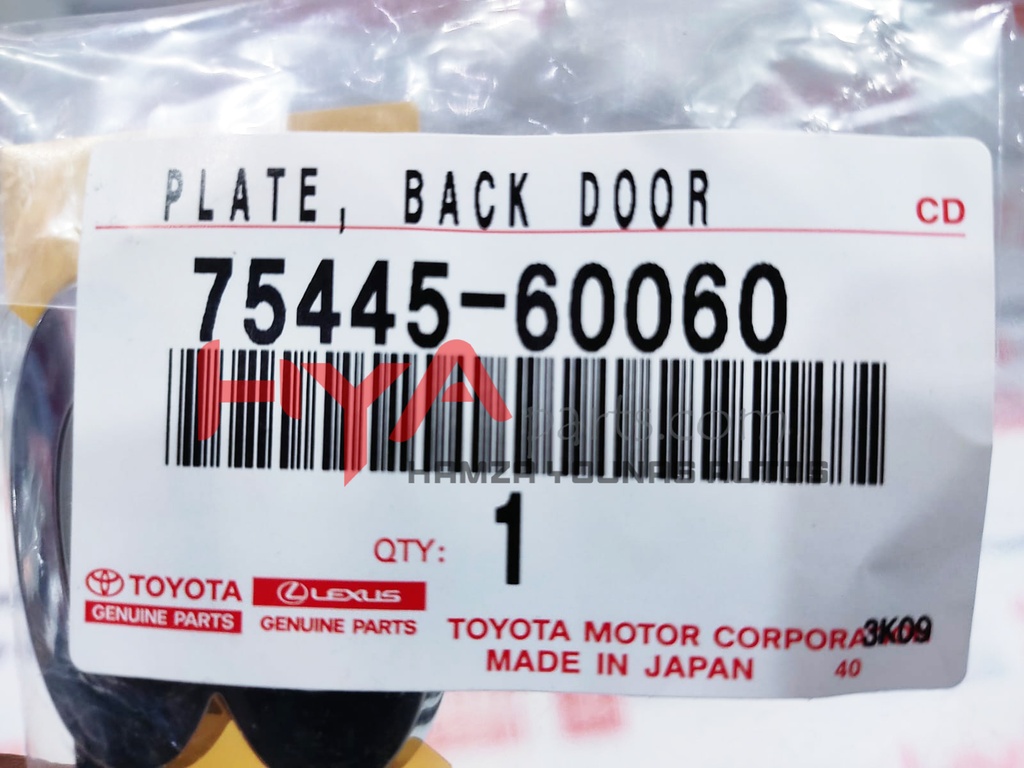 PLATE, BACK DOOR
CD
75445-60060
HYA parts.com
HAMZA YOUNAS AUTOS
QTY: 1
TOYOTA
GENUINE PARTS
LEXUS
GENUINE PARTS
TOYOTA MOTOR CORPORA
3K09
MADE IN JAPAN
40